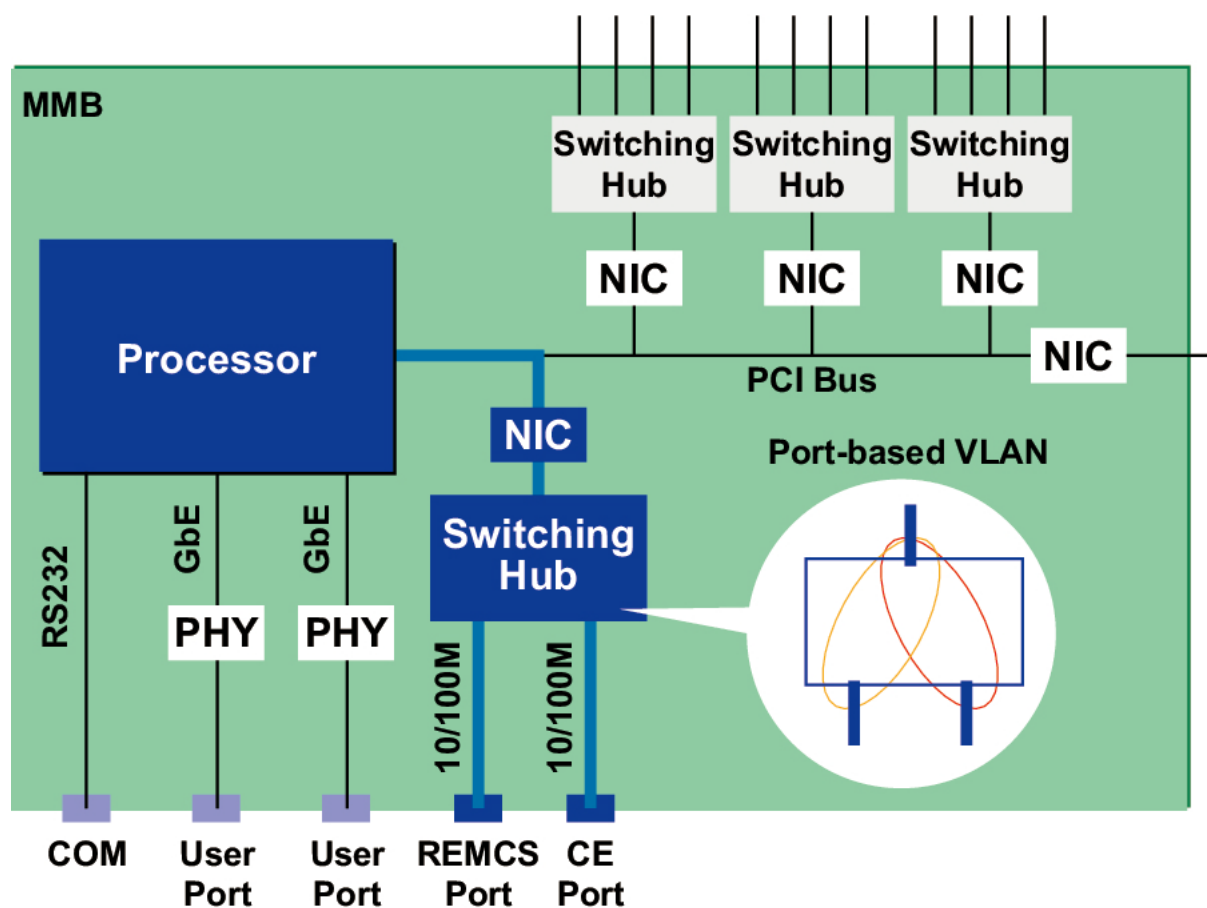 MMB
Switching
Hub
Switching
Hub
Switching
Hub
NIC
NIC
NIC
Processor
NIC
PCI Bus
NIC
Port-based VLAN
Switching
Hub
RS232
GbE
GbE
PHY
PHY
10/100M
10/100M
COM
User
Port
User
Port
REMCS
Port
CE
Port